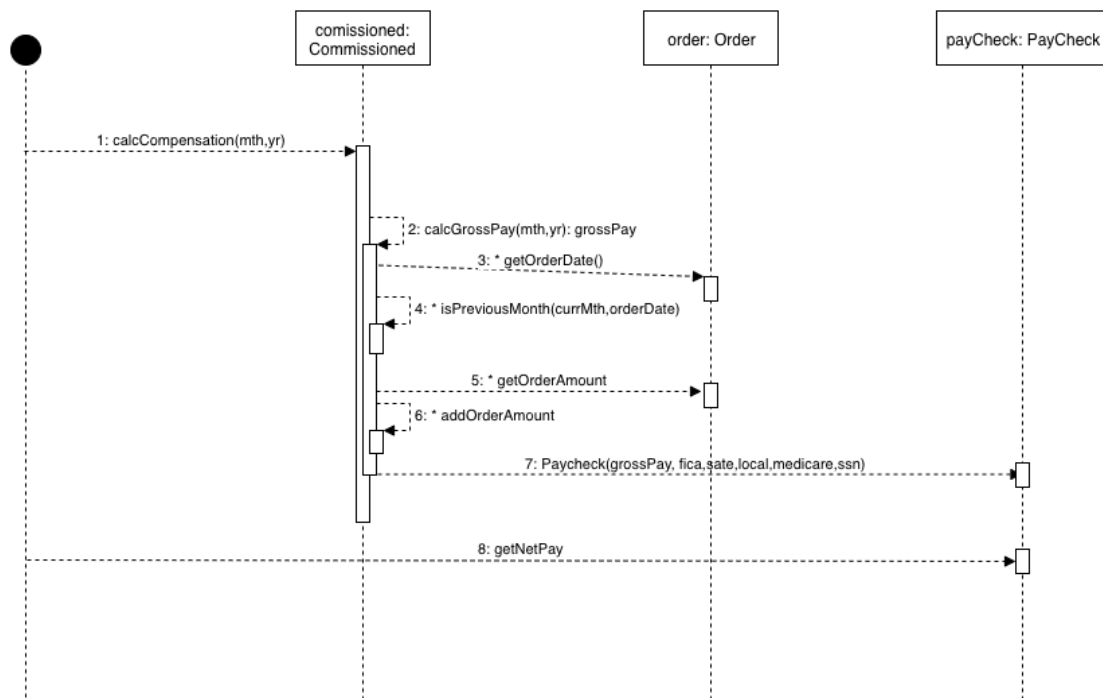 comissioned:
Commissioned
order: Order
payCheck: PayCheck
1: calcCompensation(mth,yr)
2: calcGrossPay(mth,yr): grossPay
3: * getOrderDate()
4: * isPreviousMonth(currMth,orderDate)
5: * getOrderAmount
6: * addOrderAmount
7: Paycheck(grossPay, fica,sate,local,medicare,ssn)
8: getNetPay